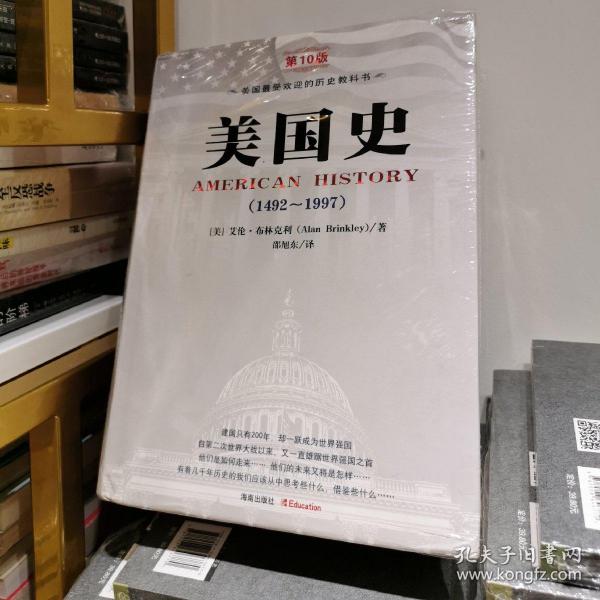 第10版
美国最受欢迎的历史教科书
美国史
AMERICAN HISTORY
(1492~1997)
[美] 艾伦·布林克利 (Alan Brinkley)/著
邵旭东/译
建国只有200年 却一跃成为世界强国
自第二次世界大战以来，又一直雄踞世界强国之首
他们是如何走来……他们的未来又将是怎样……
有着几千年历史的我们应该从中思考些什么，借鉴些什么……
海南出版社 Education
反恐战争
阶梯
孔夫子旧书网
www.kongfz.com